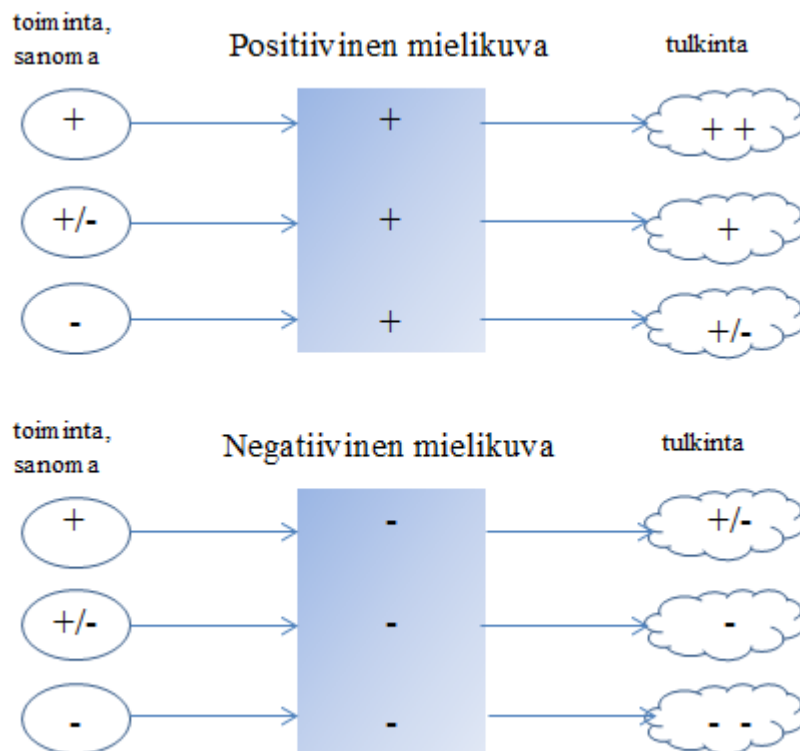 toiminta,
sanoma
Positiivinen mielikuva
tulkinta
+ + + +
+/- + +
- + +/-
toiminta,
sanoma
Negatiivinen mielikuva
tulkinta
+ - +/-
+/- - -
- - - -